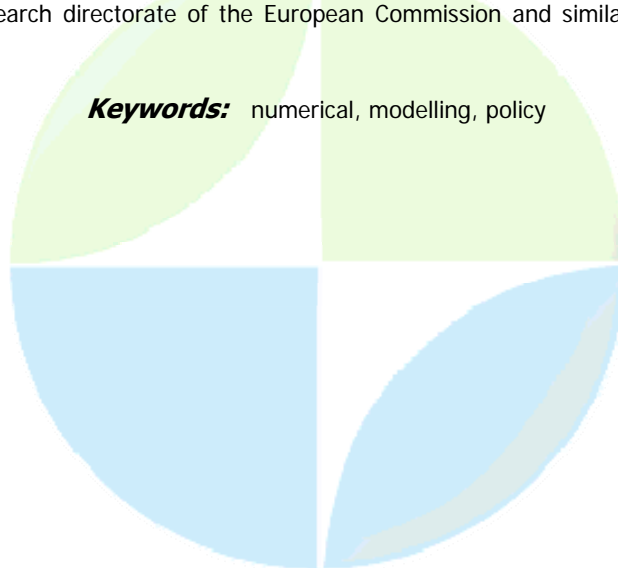 earch directorate of the European Commission and simila
Keywords: numerical, modelling, policy